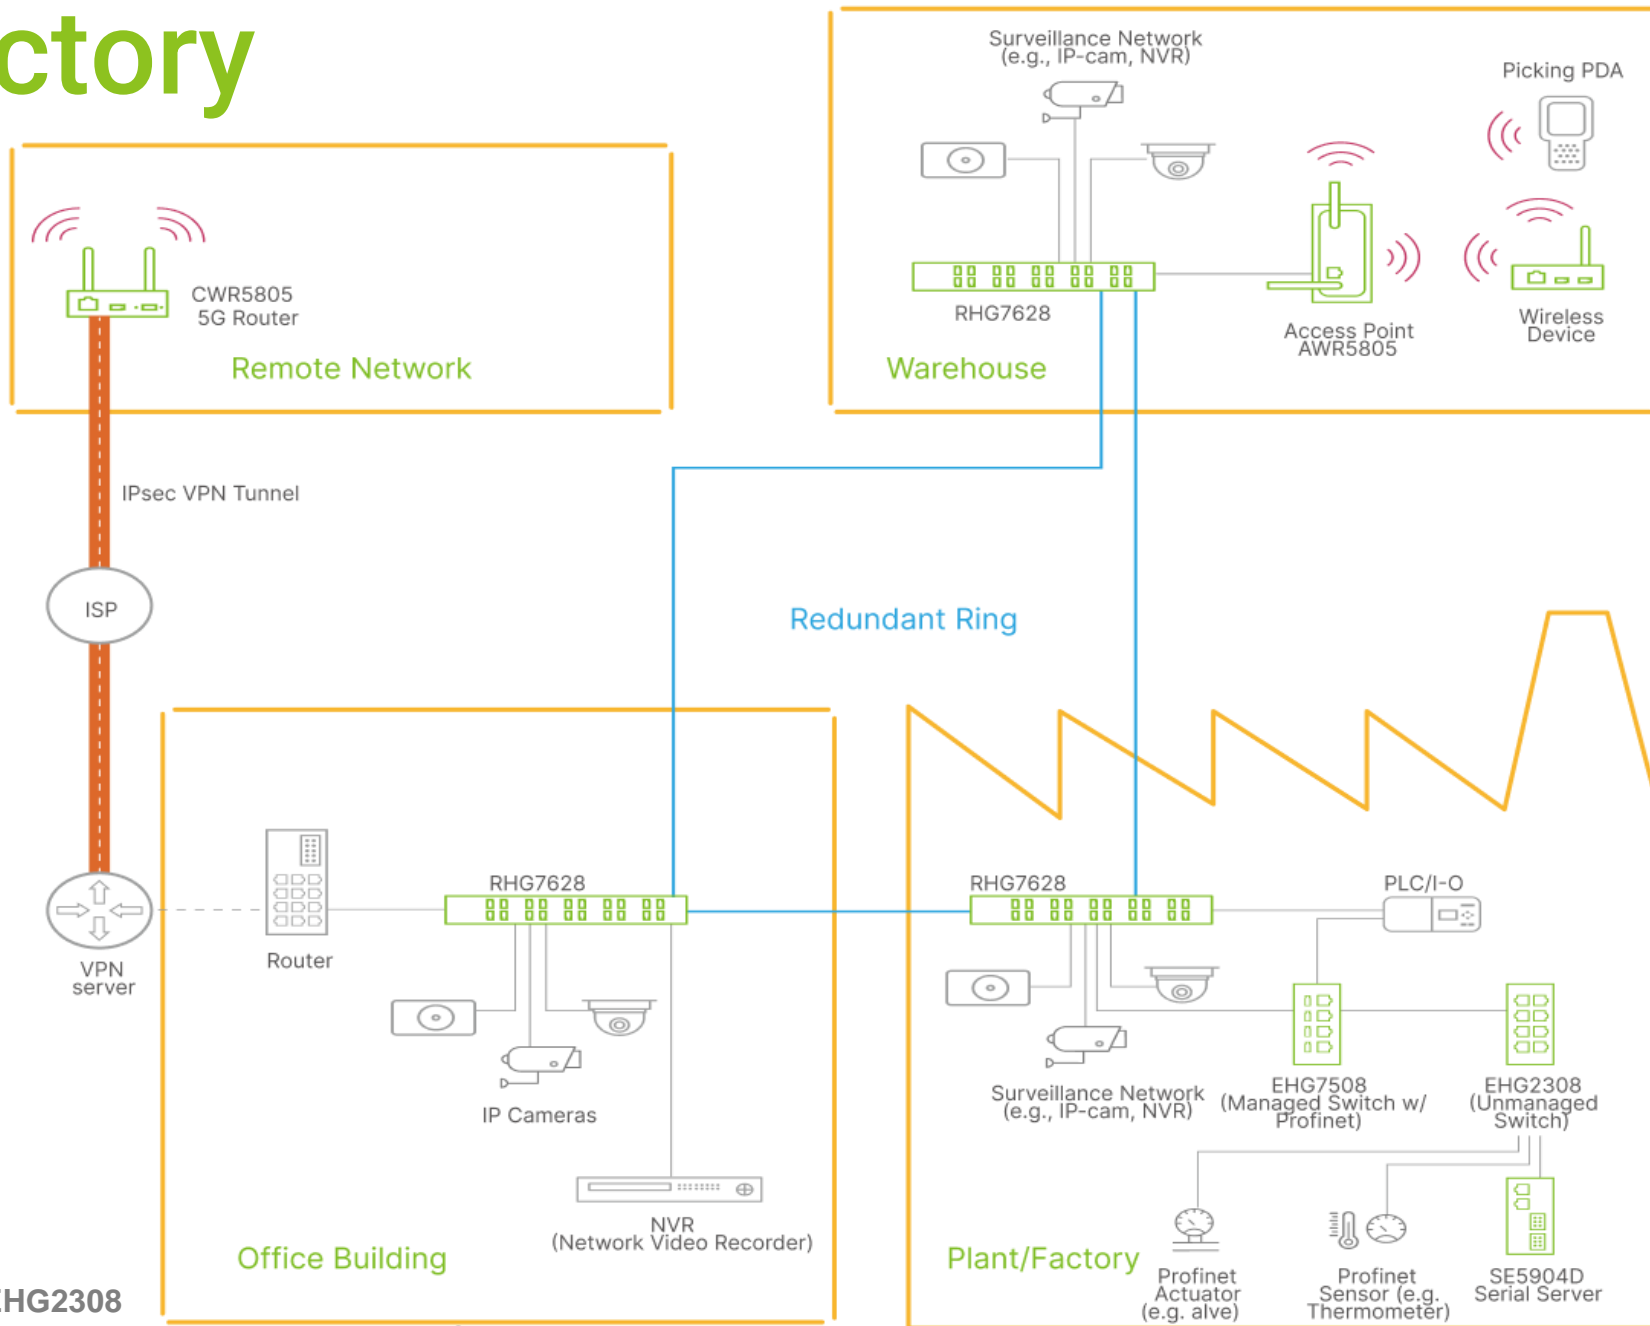 ctory
Surveillance Network
(e.g., IP-cam, NVR)
Picking PDA
CWR5805
5G Router
Remote Network
RHG7628
Access Point
AWR5805
Wireless
Device
Warehouse
IPsec VPN Tunnel
ISP
Redundant Ring
RHG7628
RHG7628
PLC/I-O
Router
VPN
server
IP Cameras
Surveillance Network
(e.g., IP-cam, NVR)
EHG7508
(Managed Switch w/
Profinet)
EHG2308
(Unmanaged
Switch)
NVR
(Network Video Recorder)
Office Building
Plant/Factory
Profinet
Actuator
(e.g. alve)
Profinet
Sensor (e.g.
Thermometer)
SE5904D
Serial Server
EHG2308